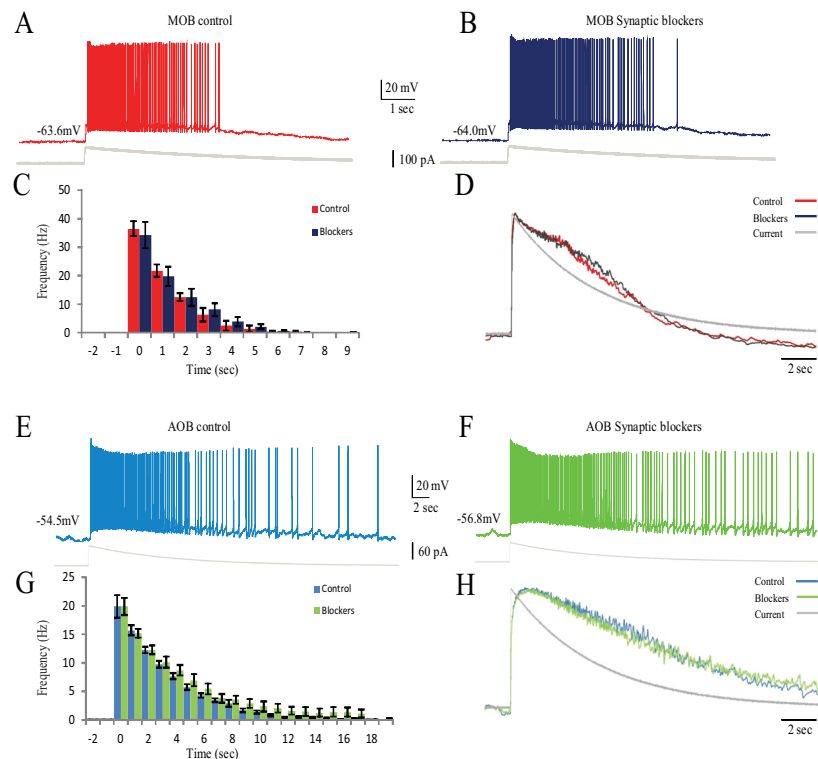 A
MOB control
B
MOB Synaptic blockers
20 mV
1 sec
-63.6mV
-64.0mV
100 pA
C
50
40
30
20
10
0
Frequency (Hz)
Control
Blockers
-2 -1 0 1 2 3 4 5 6 7 8 9
Time (sec)
D
Control
Blockers
Current
2 sec
E
AOB control
F
AOB Synaptic blockers
20 mV
2 sec
-54.5mV
-56.8mV
60 pA
G
25
20
15
10
5
0
Frequency (Hz)
Control
Blockers
-2 0 2 4 6 8 10 12 14 16 18
Time (sec)
H
Control
Blockers
Current
2 sec